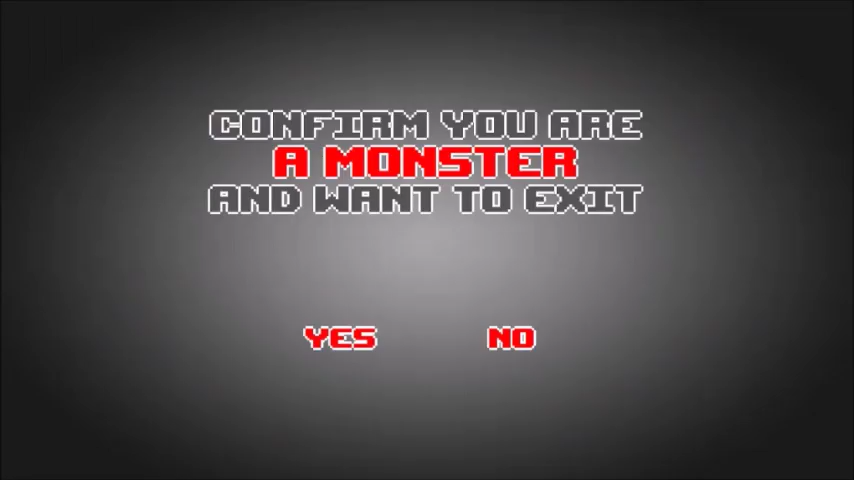 CONFIRM YOU ARE
A MONSTER
AND WANT TO EXIT
YES NO